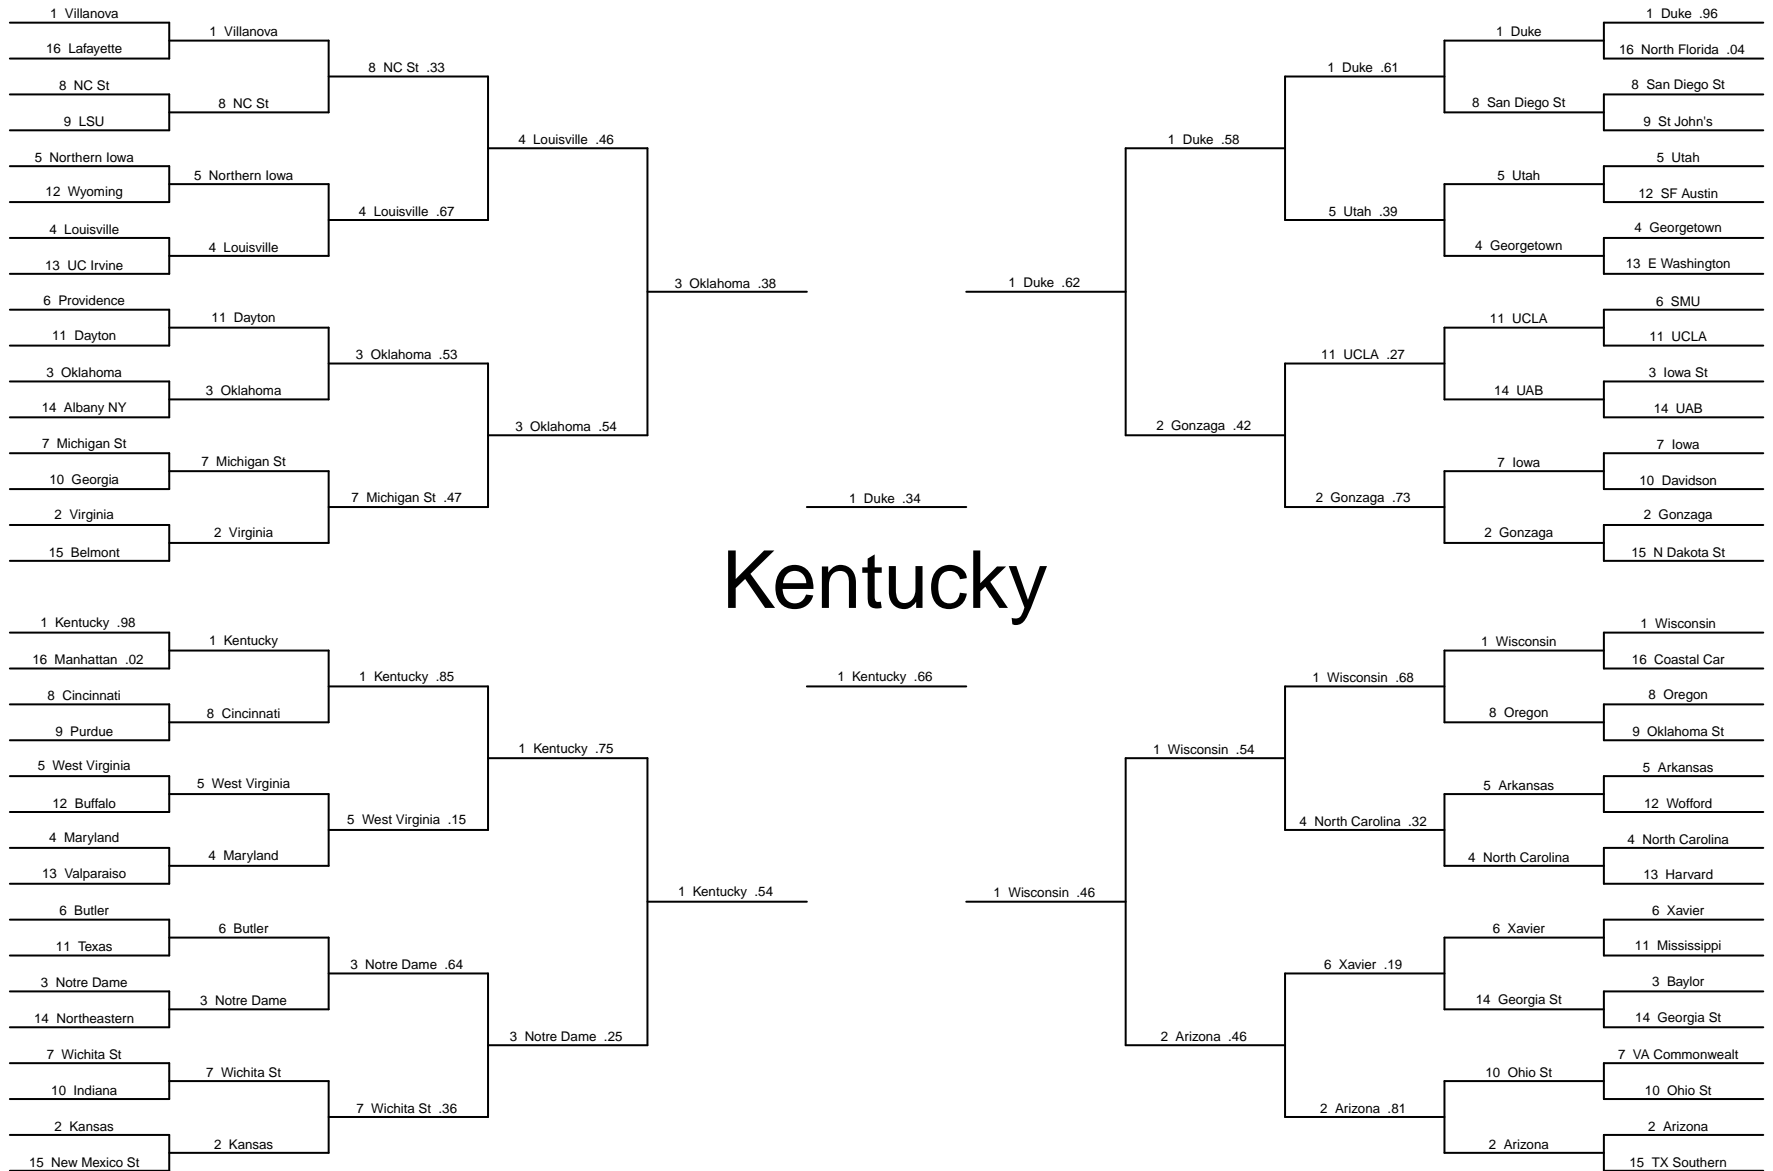 1 Villanova
16 Lafayette
8 NC St
9 LSU
5 Northern Iowa
12 Wyoming
4 Louisville
13 UC Irvine
6 Providence
11 Dayton
3 Oklahoma
14 Albany NY
7 Michigan St
10 Georgia
2 Virginia
15 Belmont
1 Villanova
8 NC St
5 Northern Iowa
4 Louisville
11 Dayton
3 Oklahoma
7 Michigan St
2 Virginia
8 NC St .33
4 Louisville .67
3 Oklahoma .53
7 Michigan St .47
4 Louisville .46
3 Oklahoma .54
3 Oklahoma .38
1 Kentucky .98
16 Manhattan .02
8 Cincinnati
9 Purdue
5 West Virginia
12 Buffalo
4 Maryland
13 Valparaiso
6 Butler
11 Texas
3 Notre Dame
14 Northeastern
7 Wichita St
10 Indiana
2 Kansas
15 New Mexico St
1 Kentucky
8 Cincinnati
5 West Virginia
4 Maryland
6 Butler
3 Notre Dame
7 Wichita St
2 Kansas
1 Kentucky .85
5 West Virginia .15
3 Notre Dame .64
7 Wichita St .36
1 Kentucky .75
3 Notre Dame .25
1 Kentucky .54
1 Duke .34
Kentucky
1 Kentucky .66
1 Duke .62
1 Duke .58
2 Gonzaga .42
1 Duke .61
5 Utah .39
11 UCLA .27
2 Gonzaga .73
1 Duke
8 San Diego St
5 Utah
4 Georgetown
11 UCLA
14 UAB
7 Iowa
2 Gonzaga
1 Duke .96
16 North Florida .04
8 San Diego St
9 St John's
5 Utah
12 SF Austin
4 Georgetown
13 E Washington
6 SMU
11 UCLA
3 Iowa St
14 UAB
7 Iowa
10 Davidson
2 Gonzaga
15 N Dakota St
1 Wisconsin .46
1 Wisconsin .54
2 Arizona .46
1 Wisconsin .68
4 North Carolina .32
6 Xavier .19
2 Arizona .81
1 Wisconsin
8 Oregon
5 Arkansas
4 North Carolina
6 Xavier
14 Georgia St
10 Ohio St
2 Arizona
1 Wisconsin
16 Coastal Car
8 Oregon
9 Oklahoma St
5 Arkansas
12 Wofford
4 North Carolina
13 Harvard
6 Xavier
11 Mississippi
3 Baylor
14 Georgia St
7 VA Commonwealt
10 Ohio St
2 Arizona
15 TX Southern